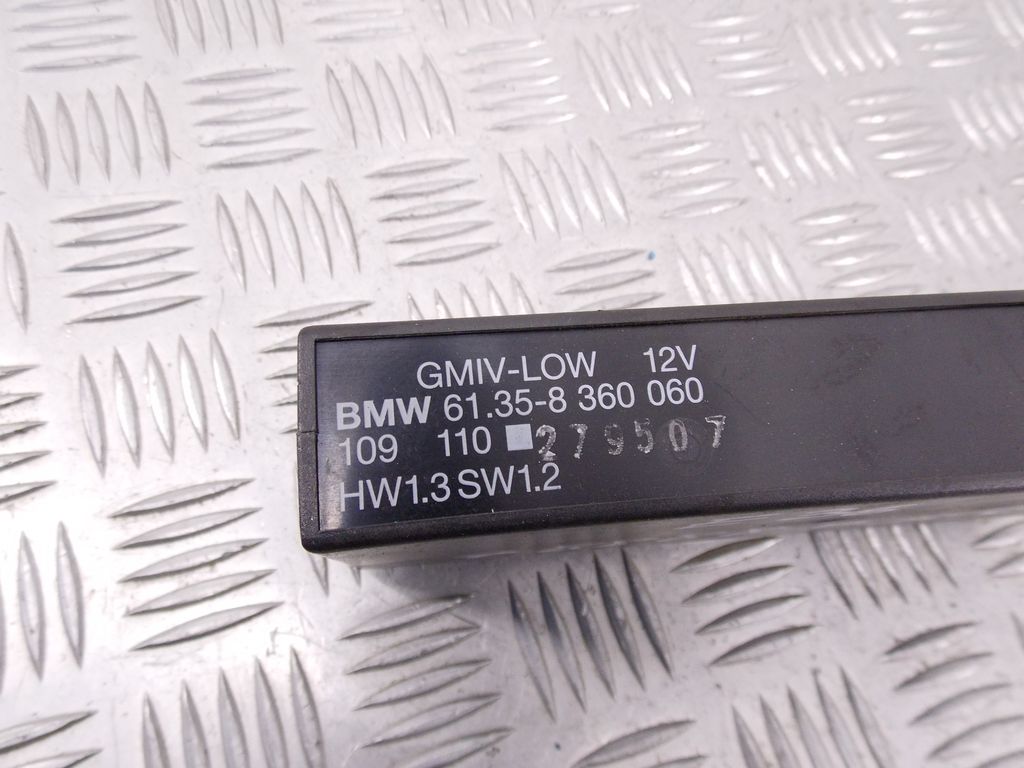 GMIV-LOW 12V
BMW 61.35-8 360 060
109 110 279507
HW1.3 SW1.2